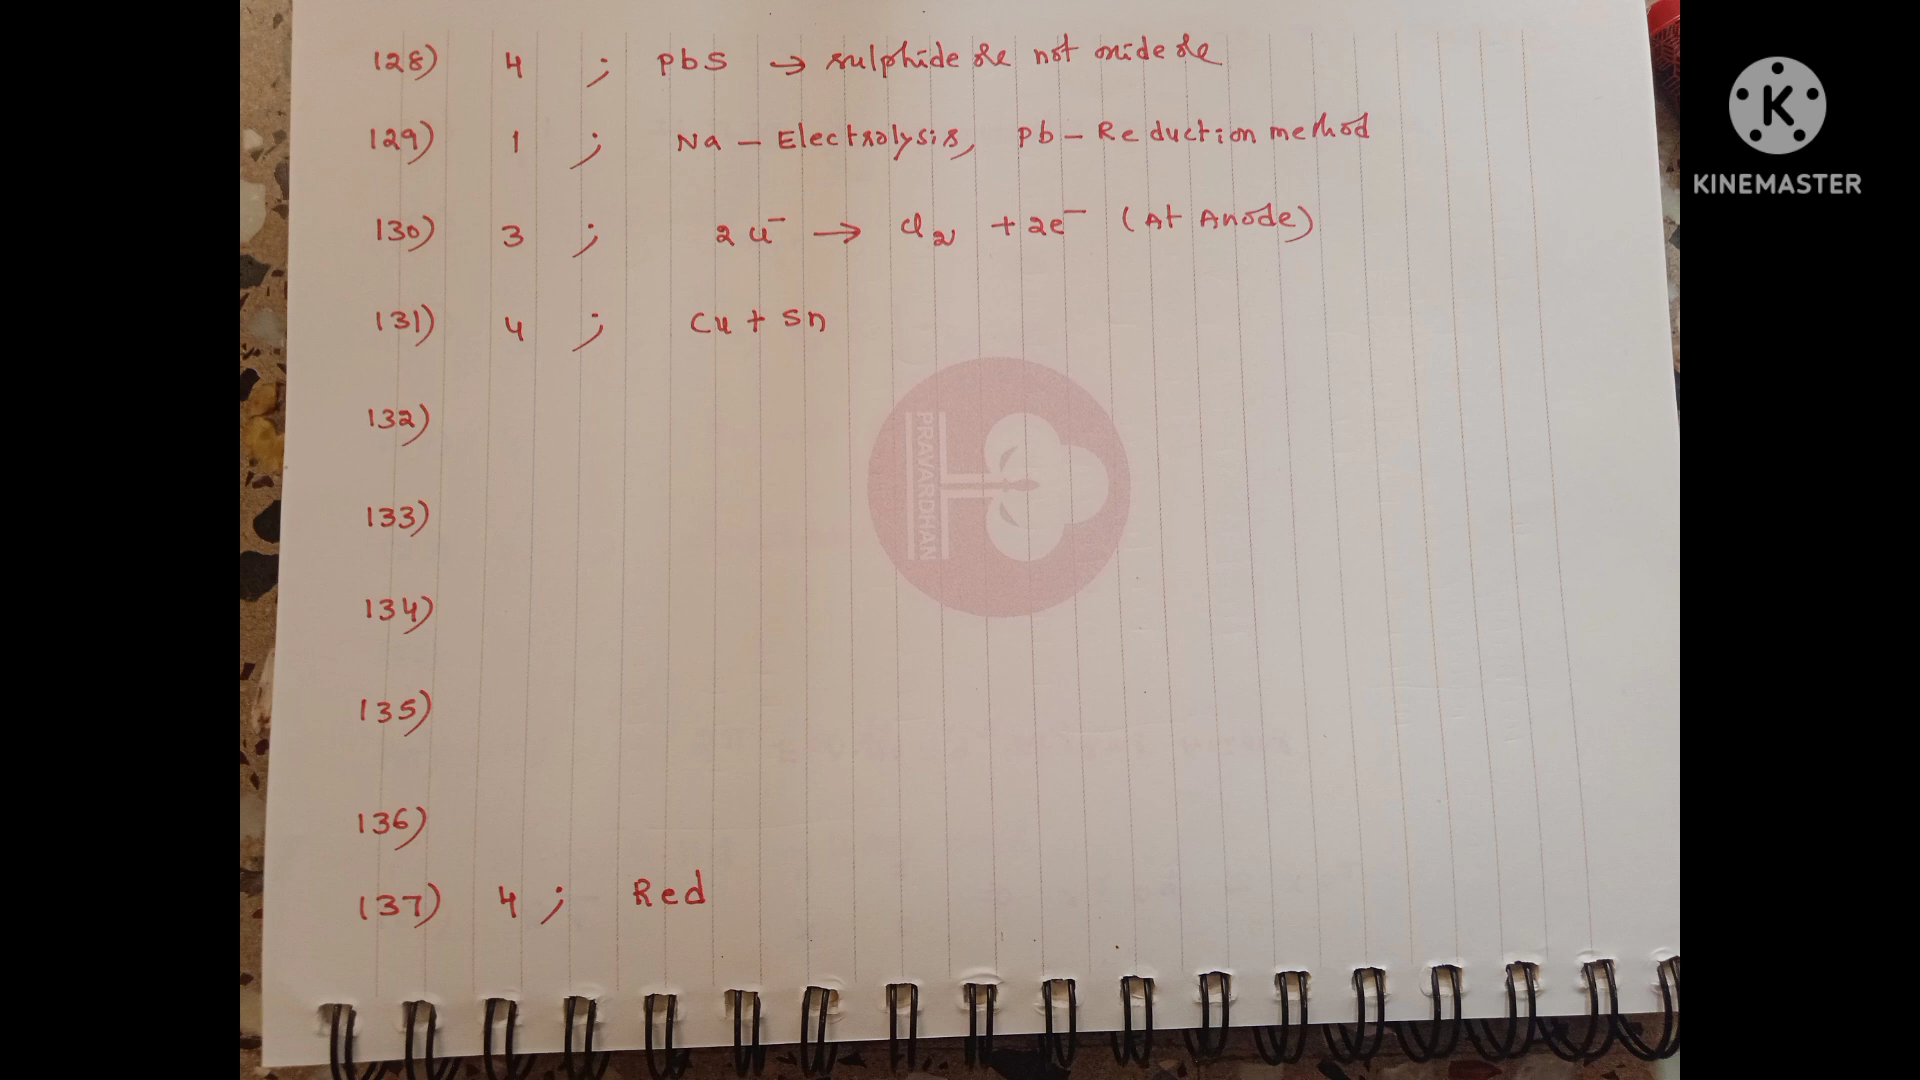 128) 4 ; PbS → sulphide ore not oxide ore
129) 1 ; Na – Electrolysis, Pb – Reduction method
130) 3 ; 2Cl⁻ → Cl₂ + 2e⁻ (At Anode)
131) 4 ; Cu + Sn
132)
133)
134)
135)
136)
137) 4 ; Red
PRAVARDHAN
KINEMASTER